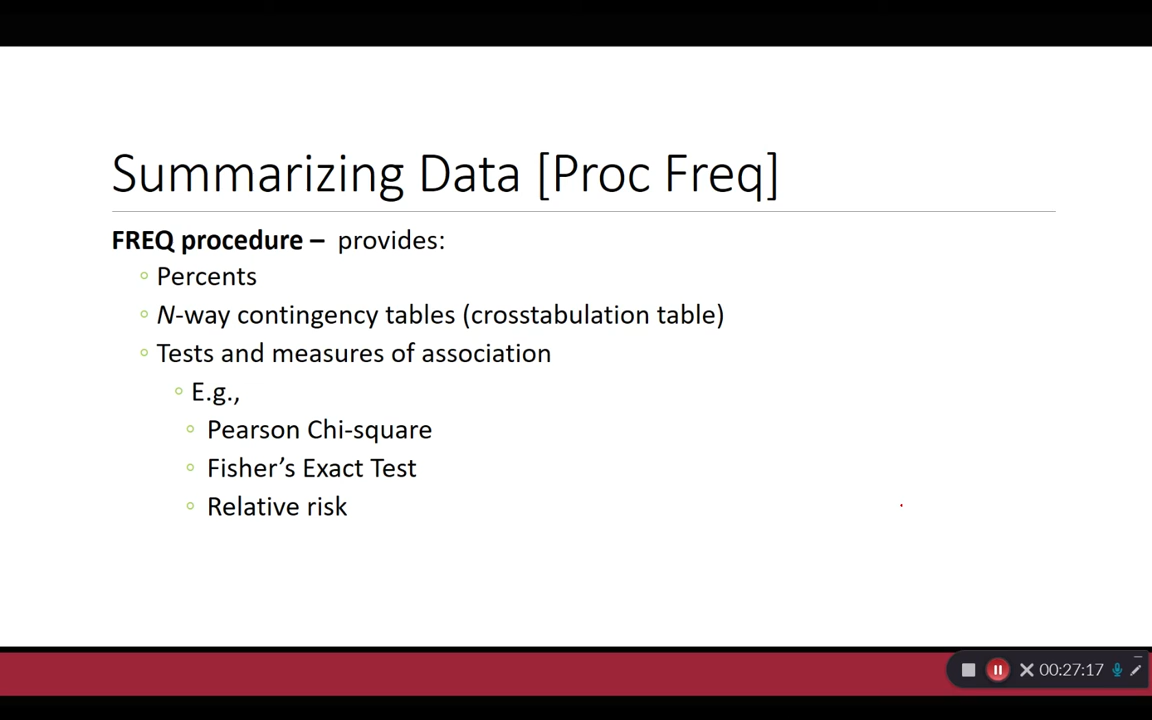 Summarizing Data [Proc Freq]
FREQ procedure – provides:
◦ Percents
◦ N-way contingency tables (crosstabulation table)
◦ Tests and measures of association
◦ E.g.,
◦ Pearson Chi-square
◦ Fisher’s Exact Test
◦ Relative risk
00:27:17